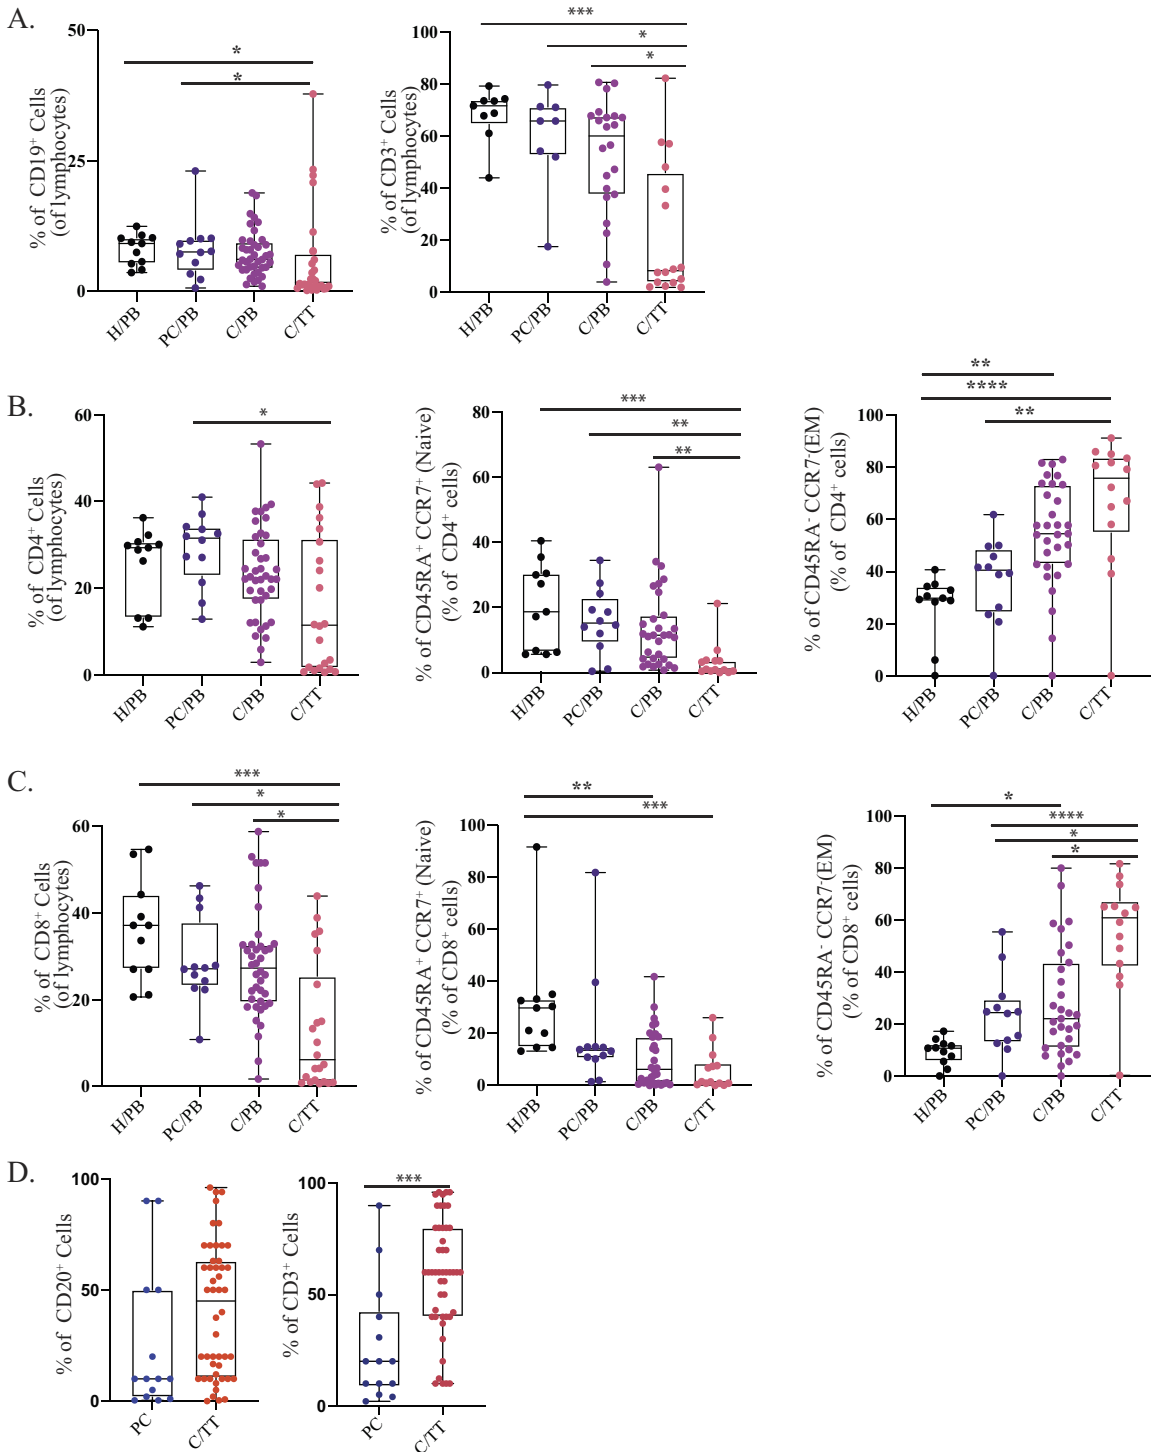 A.
% of CD19+ Cells
(of lymphocytes)
50
25
0
*
*
H/PB
PC/PB
C/PB
C/TT
% of CD3+ Cells
(of lymphocytes)
100
80
60
40
20
0
***
*
*
H/PB
PC/PB
C/PB
C/TT
B.
% of CD4+ Cells
(of lymphocytes)
60
40
20
0
*
H/PB
PC/PB
C/PB
C/TT
% of CD45RA+ CCR7+ (Naive)
(% of CD4+ cells)
80
60
40
20
0
***
**
**
H/PB
PC/PB
C/PB
C/TT
% of CD45RA- CCR7-(EM)
(% of CD4+ cells)
100
80
60
40
20
0
**
****
**
H/PB
PC/PB
C/PB
C/TT
C.
% of CD8+ Cells
(of lymphocytes)
60
40
20
0
***
*
*
H/PB
PC/PB
C/PB
C/TT
% of CD45RA+ CCR7+ (Naive)
(% of CD8+ cells)
100
80
60
40
20
0
**
***
H/PB
PC/PB
C/PB
C/TT
% of CD45RA- CCR7-(EM)
(% of CD8+ cells)
100
80
60
40
20
0
*
****
*
*
H/PB
PC/PB
C/PB
C/TT
D.
% of CD20+ Cells
100
50
0
PC
C/TT
% of CD3+ Cells
100
50
0
***
PC
C/TT